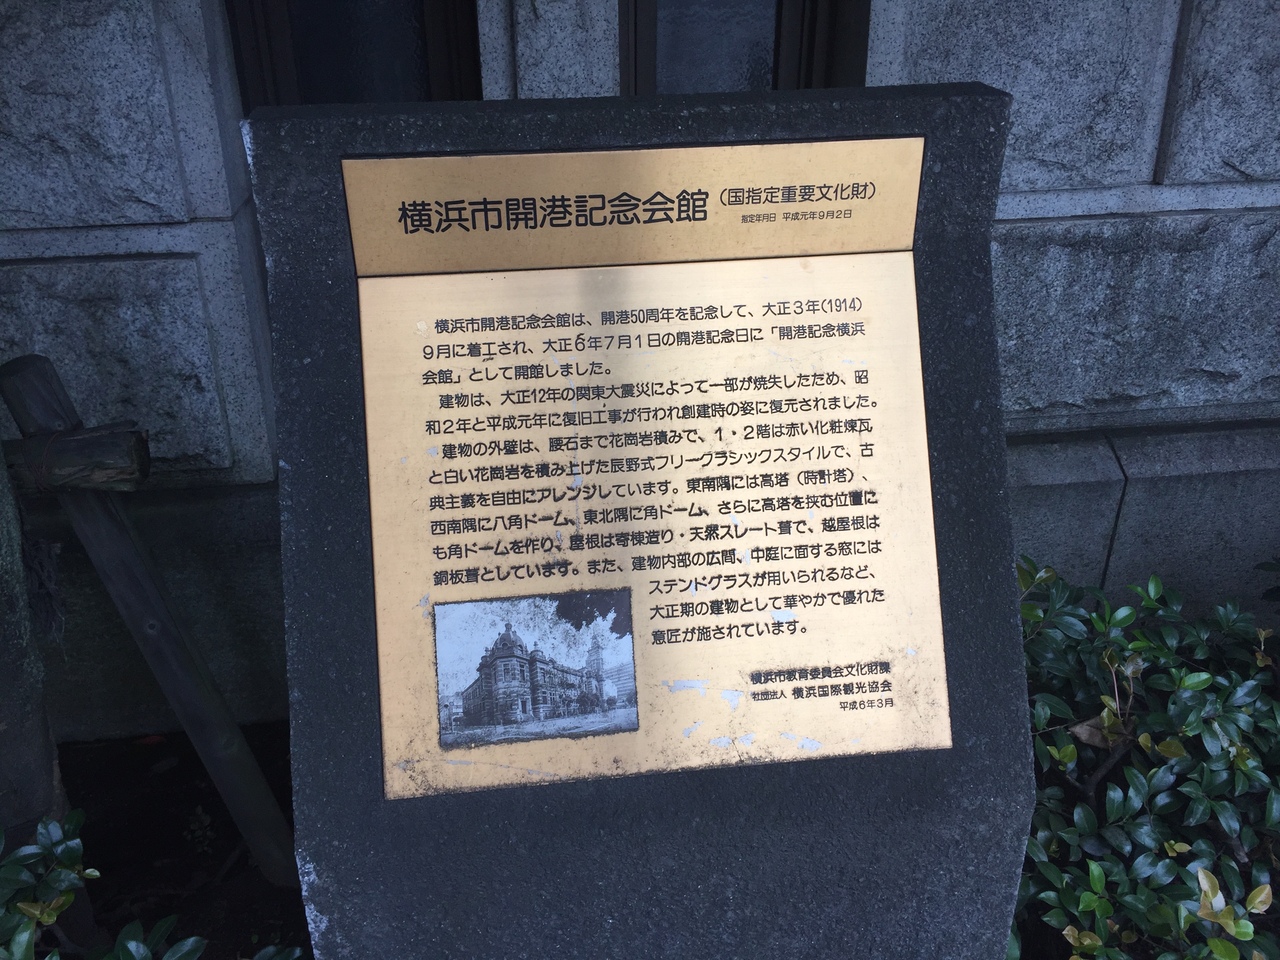 横浜市開港記念会館（国指定重要文化財）
指定年月日 平成元年9月2日
横浜市開港記念会館は、開港50周年を記念して、大正3年(1914)
9月に着工され、大正6年7月1日の開港記念日に「開港記念横浜
会館」として開館しました。
建物は、大正12年の関東大震災によって一部が焼失したため、昭
和2年と平成元年に復旧工事が行われ創建時の姿に復元されました。
建物の外壁は、腰石まで花崗岩積みで、1・2階は赤い化粧煉瓦
と白い花崗岩を積み上げた辰野式フリークラシックスタイルで、古
典主義を自由にアレンジしています。東南隅には高塔（時計塔）、
西南隅に八角ドーム、東北隅に角ドーム、さらに高塔を挟む位置に
も角ドームを作り、屋根は寄棟造り・天然スレート葺で、越屋根は
銅板葺としています。また、建物内部の広間、中庭に面する窓には
ステンドグラスが用いられるなど、
大正期の建物として華やかで優れた
意匠が施されています。
横浜市教育委員会文化財課
社団法人 横浜国際観光協会
平成6年3月